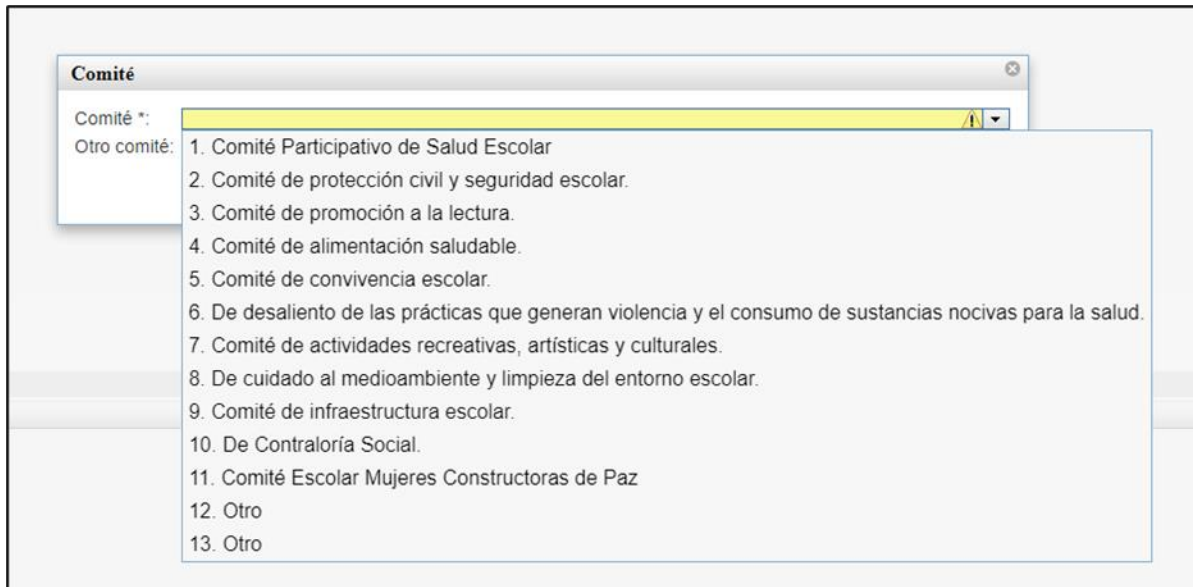 Comité
Comité *:
Otro comité:
1. Comité Participativo de Salud Escolar
2. Comité de protección civil y seguridad escolar.
3. Comité de promoción a la lectura.
4. Comité de alimentación saludable.
5. Comité de convivencia escolar.
6. De desaliento de las prácticas que generan violencia y el consumo de sustancias nocivas para la salud.
7. Comité de actividades recreativas, artísticas y culturales.
8. De cuidado al medioambiente y limpieza del entorno escolar.
9. Comité de infraestructura escolar.
10. De Contraloría Social.
11. Comité Escolar Mujeres Constructoras de Paz
12. Otro
13. Otro